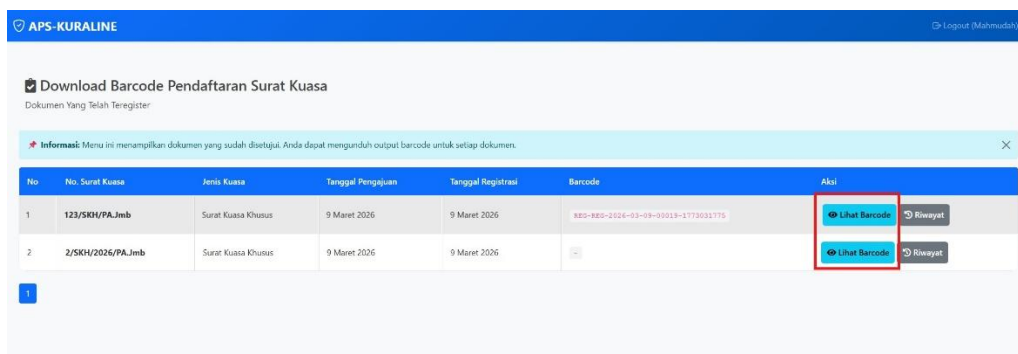 APS-KURALINE
Logout (Mahmudah)
Download Barcode Pendaftaran Surat Kuasa
Dokumen Yang Telah Teregister
Informasi: Menu ini menampilkan dokumen yang sudah disetujui. Anda dapat mengunduh output barcode untuk setiap dokumen.
No No. Surat Kuasa Jenis Kuasa Tanggal Pengajuan Tanggal Registrasi Barcode Aksi
1 123/SKH/PA.Jmb Surat Kuasa Khusus 9 Maret 2026 9 Maret 2026 REG-REG-2026-03-09-00019-1773031775 Lihat Barcode Riwayat
2 2/SKH/2026/PA.Jmb Surat Kuasa Khusus 9 Maret 2026 9 Maret 2026 - Lihat Barcode Riwayat
1